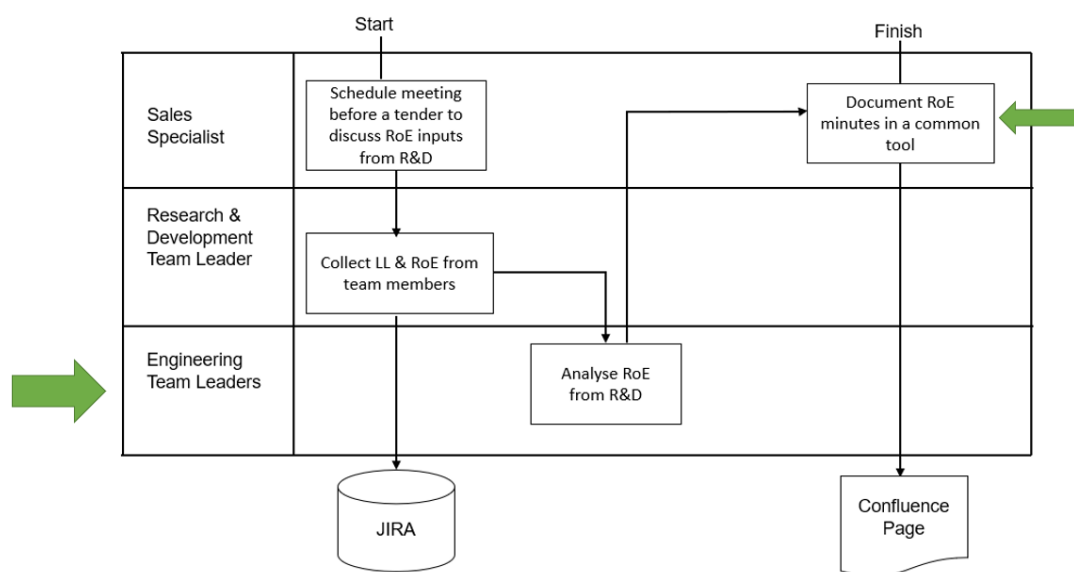 Start
Finish
Sales
Specialist
Schedule meeting
before a tender to
discuss RoE inputs
from R&D
Document RoE
minutes in a common
tool
Research &
Development
Team Leader
Collect LL & RoE from
team members
Engineering
Team Leaders
Analyse RoE
from R&D
JIRA
Confluence
Page